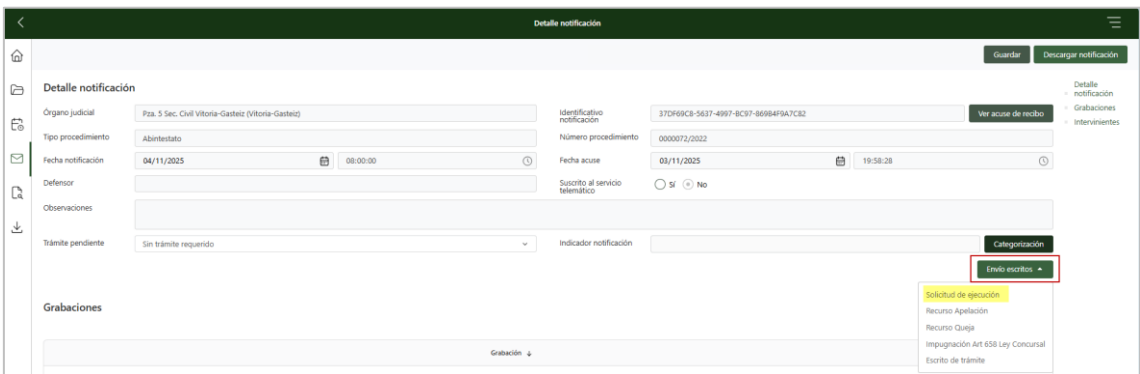 Detalle notificación
Guardar
Descargar notificación
Detalle notificación
Detalle
notificación
Grabaciones
Intervinientes
Órgano judicial
Pza. 5 Sec. Civil Vitoria-Gasteiz (Vitoria-Gasteiz)
Identificativo
notificación
37DF69C8-5637-4997-BC97-86984F9A7C82
Ver acuse de recibo
Tipo procedimiento
Abintestato
Número procedimiento
0000072/2022
Fecha notificación
04/11/2025
08:00:00
Fecha acuse
03/11/2025
19:58:28
Defensor
Suscrito al servicio
telemático
Sí
No
Observaciones
Trámite pendiente
Sin trámite requerido
Indicador notificación
Categorización
Envío escritos
Solicitud de ejecución
Recurso Apelación
Recurso Queja
Impugnación Art 658 Ley Concursal
Escrito de trámite
Grabaciones
Grabación